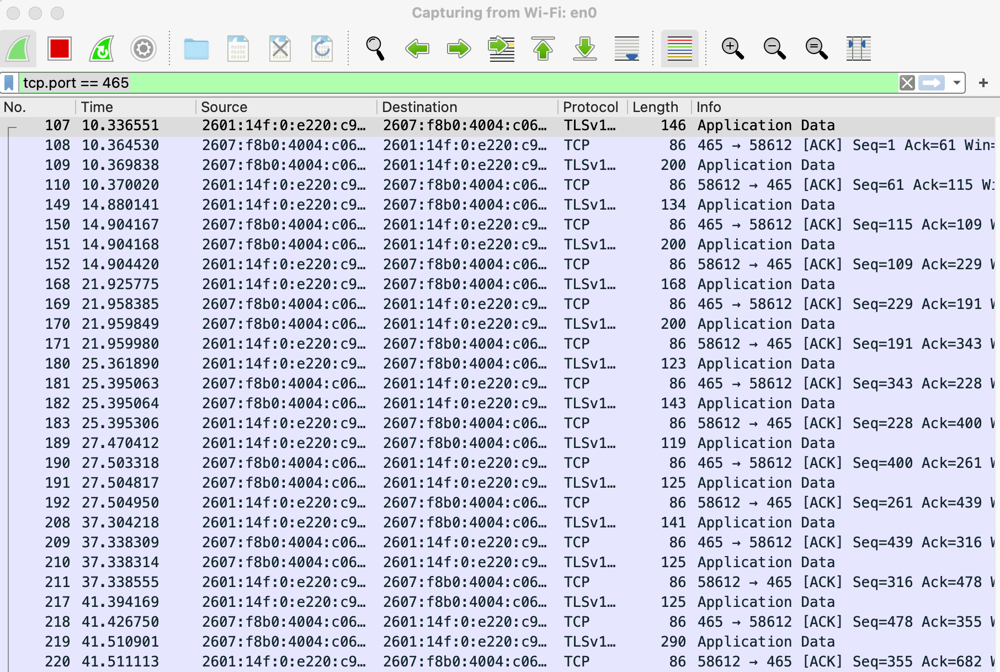 Capturing from Wi-Fi: en0
tcp.port == 465
No. Time Source Destination Protocol Length Info
107 10.336551 2601:14f:0:e220:c9… 2607:f8b0:4004:c06… TLSv1… 146 Application Data
108 10.364530 2607:f8b0:4004:c06… 2601:14f:0:e220:c9… TCP 86 465 → 58612 [ACK] Seq=1 Ack=61 Win=
109 10.369838 2607:f8b0:4004:c06… 2601:14f:0:e220:c9… TLSv1… 200 Application Data
110 10.370020 2601:14f:0:e220:c9… 2607:f8b0:4004:c06… TCP 86 58612 → 465 [ACK] Seq=61 Ack=115 Wi
149 14.880141 2601:14f:0:e220:c9… 2607:f8b0:4004:c06… TLSv1… 134 Application Data
150 14.904167 2607:f8b0:4004:c06… 2601:14f:0:e220:c9… TCP 86 465 → 58612 [ACK] Seq=115 Ack=109 W
151 14.904168 2607:f8b0:4004:c06… 2601:14f:0:e220:c9… TLSv1… 200 Application Data
152 14.904420 2601:14f:0:e220:c9… 2607:f8b0:4004:c06… TCP 86 58612 → 465 [ACK] Seq=109 Ack=229 W
168 21.925775 2601:14f:0:e220:c9… 2607:f8b0:4004:c06… TLSv1… 168 Application Data
169 21.958385 2607:f8b0:4004:c06… 2601:14f:0:e220:c9… TCP 86 465 → 58612 [ACK] Seq=229 Ack=191 W
170 21.959849 2607:f8b0:4004:c06… 2601:14f:0:e220:c9… TLSv1… 200 Application Data
171 21.959980 2601:14f:0:e220:c9… 2607:f8b0:4004:c06… TCP 86 58612 → 465 [ACK] Seq=191 Ack=343 W
180 25.361890 2601:14f:0:e220:c9… 2607:f8b0:4004:c06… TLSv1… 123 Application Data
181 25.395063 2607:f8b0:4004:c06… 2601:14f:0:e220:c9… TCP 86 465 → 58612 [ACK] Seq=343 Ack=228 W
182 25.395064 2607:f8b0:4004:c06… 2601:14f:0:e220:c9… TLSv1… 143 Application Data
183 25.395306 2601:14f:0:e220:c9… 2607:f8b0:4004:c06… TCP 86 58612 → 465 [ACK] Seq=228 Ack=400 W
189 27.470412 2601:14f:0:e220:c9… 2607:f8b0:4004:c06… TLSv1… 119 Application Data
190 27.503318 2607:f8b0:4004:c06… 2601:14f:0:e220:c9… TCP 86 465 → 58612 [ACK] Seq=400 Ack=261 W
191 27.504817 2607:f8b0:4004:c06… 2601:14f:0:e220:c9… TLSv1… 125 Application Data
192 27.504950 2601:14f:0:e220:c9… 2607:f8b0:4004:c06… TCP 86 58612 → 465 [ACK] Seq=261 Ack=439 W
208 37.304218 2601:14f:0:e220:c9… 2607:f8b0:4004:c06… TLSv1… 141 Application Data
209 37.338309 2607:f8b0:4004:c06… 2601:14f:0:e220:c9… TCP 86 465 → 58612 [ACK] Seq=439 Ack=316 W
210 37.338314 2607:f8b0:4004:c06… 2601:14f:0:e220:c9… TLSv1… 125 Application Data
211 37.338555 2601:14f:0:e220:c9… 2607:f8b0:4004:c06… TCP 86 58612 → 465 [ACK] Seq=316 Ack=478 W
217 41.394169 2601:14f:0:e220:c9… 2607:f8b0:4004:c06… TLSv1… 125 Application Data
218 41.426750 2607:f8b0:4004:c06… 2601:14f:0:e220:c9… TCP 86 465 → 58612 [ACK] Seq=478 Ack=355 W
219 41.510901 2607:f8b0:4004:c06… 2601:14f:0:e220:c9… TLSv1… 290 Application Data
220 41.511113 2601:14f:0:e220:c9… 2607:f8b0:4004:c06… TCP 86 58612 → 465 [ACK] Seq=355 Ack=682 W